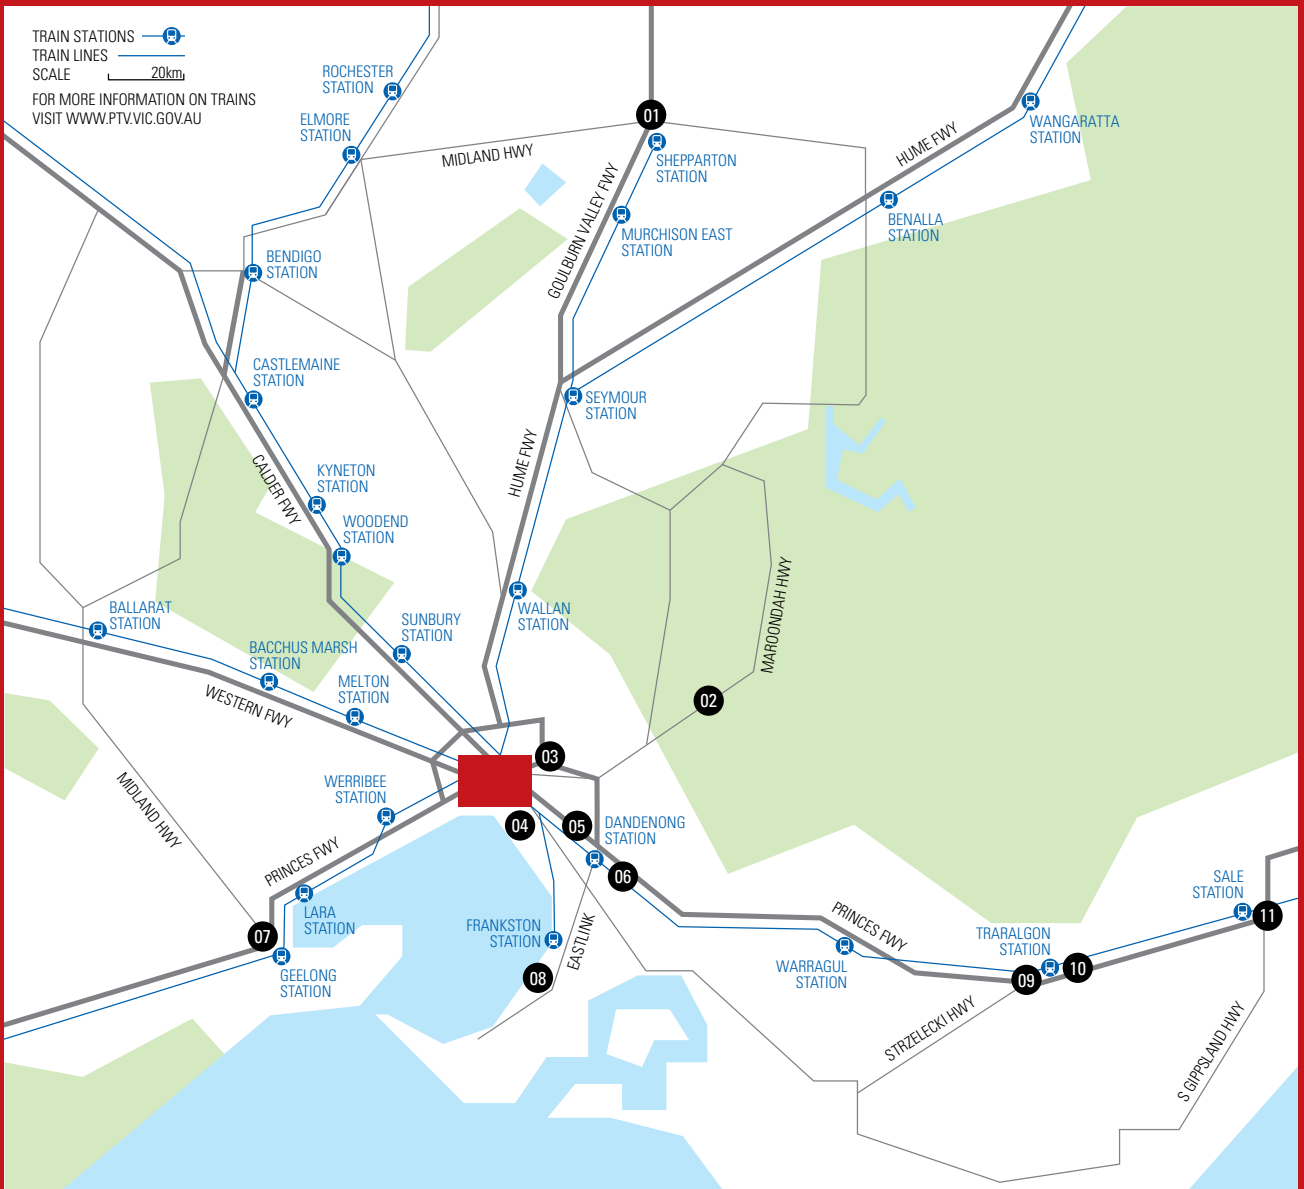 TRAIN STATIONS
TRAIN LINES
SCALE 20km
FOR MORE INFORMATION ON TRAINS
VISIT WWW.PTV.VIC.GOV.AU
ROCHESTER
STATION
ELMORE
STATION
MIDLAND HWY
01
SHEPPARTON
STATION
HUME FWY
WANGARATTA
STATION
GOULBURN VALLEY FWY
MURCHISON EAST
STATION
BENALLA
STATION
BENDIGO
STATION
CASTLEMAINE
STATION
SEYMOUR
STATION
HUME FWY
CALDER FWY
KYNETON
STATION
WOODEND
STATION
MAROONDAH HWY
BALLARAT
STATION
SUNBURY
STATION
WALLAN
STATION
BACCHUS MARSH
STATION
MELTON
STATION
WESTERN FWY
02
03
MIDLAND HWY
WERRIBEE
STATION
04
05
DANDENONG
STATION
PRINCES FWY
06
LARA
STATION
07
FRANKSTON
STATION
EASTLINK
PRINCES FWY
SALE
STATION
11
GEELONG
STATION
08
WARRAGUL
STATION
TRARALGON
STATION
09
10
STRZELECKI HWY
S GIPPSLAND HWY